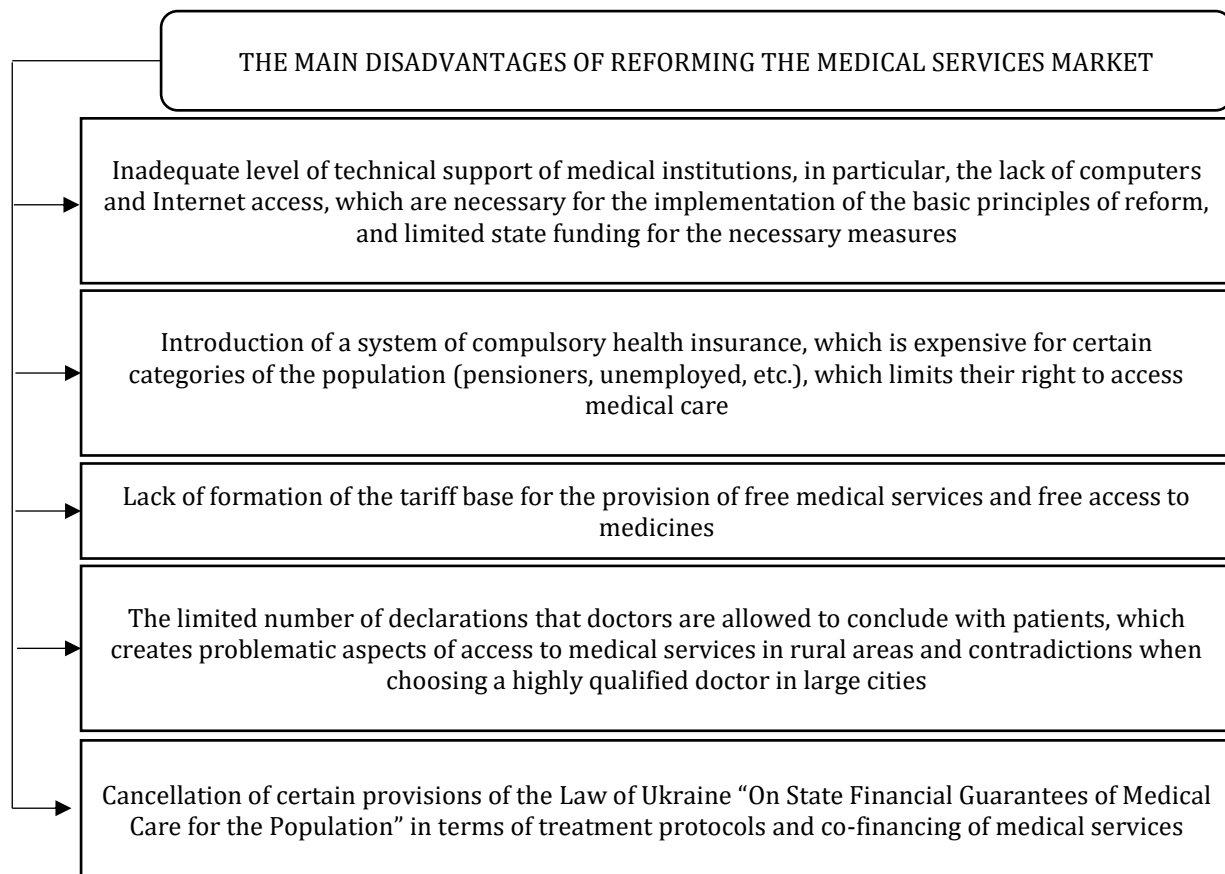 THE MAIN DISADVANTAGES OF REFORMING THE MEDICAL SERVICES MARKET
Inadequate level of technical support of medical institutions, in particular, the lack of computers
and Internet access, which are necessary for the implementation of the basic principles of reform,
and limited state funding for the necessary measures
Introduction of a system of compulsory health insurance, which is expensive for certain
categories of the population (pensioners, unemployed, etc.), which limits their right to access
medical care
Lack of formation of the tariff base for the provision of free medical services and free access to
medicines
The limited number of declarations that doctors are allowed to conclude with patients, which
creates problematic aspects of access to medical services in rural areas and contradictions when
choosing a highly qualified doctor in large cities
Cancellation of certain provisions of the Law of Ukraine “On State Financial Guarantees of Medical
Care for the Population” in terms of treatment protocols and co-financing of medical services